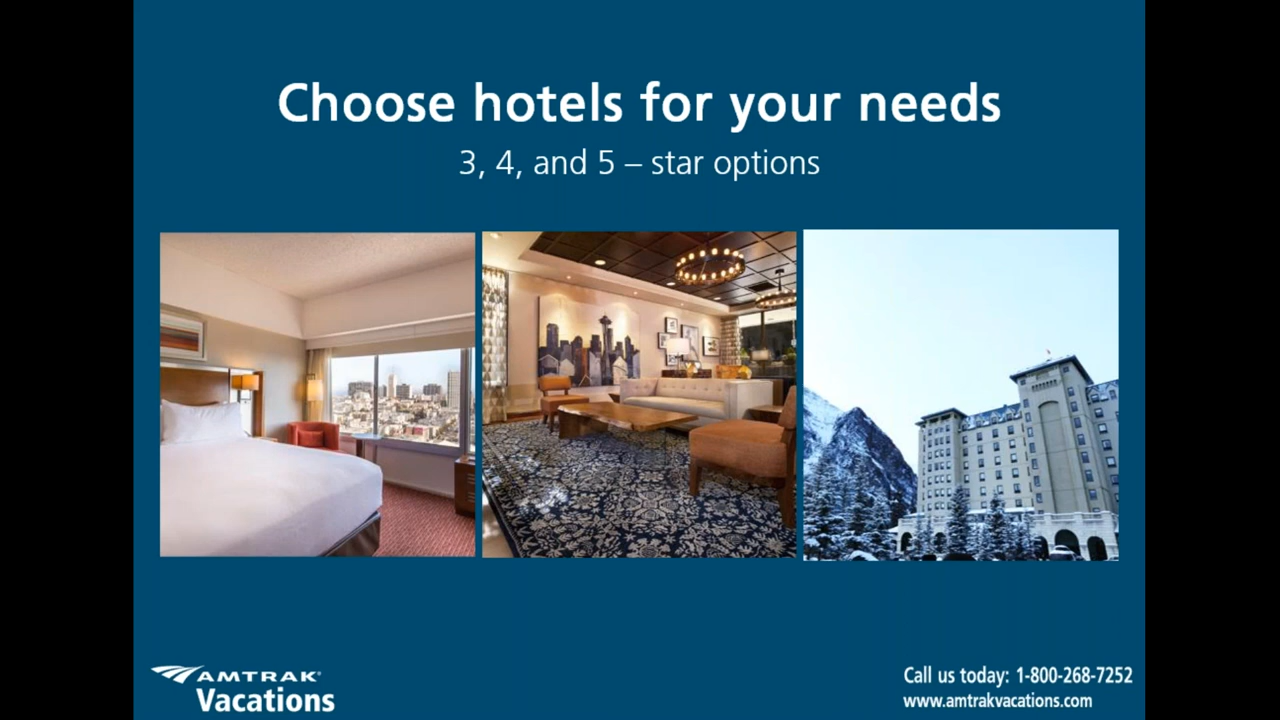 Choose hotels for your needs
3, 4, and 5 – star options
AMTRAK®
Vacations
Call us today: 1-800-268-7252
www.amtrakvacations.com